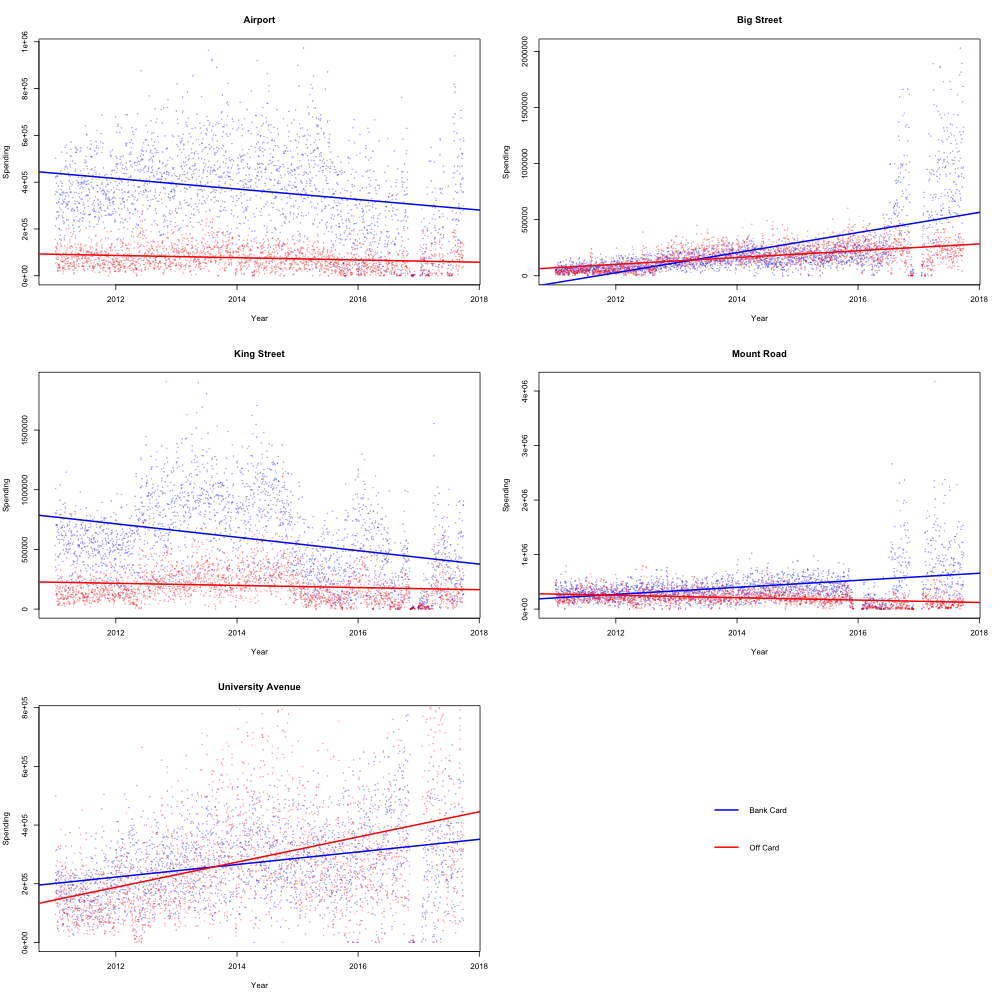 Airport
Spending
0e+00 2e+05 4e+05 6e+05 8e+05 1e+06
2012 2014 2016 2018
Year
Big Street
Spending
0 500000 1000000 1500000 2000000
2012 2014 2016 2018
Year
King Street
Spending
0 500000 1000000 1500000
2012 2014 2016 2018
Year
Mount Road
Spending
0e+00 1e+06 2e+06 3e+06 4e+06
2012 2014 2016 2018
Year
University Avenue
Spending
0e+00 2e+05 4e+05 6e+05 8e+05
2012 2014 2016 2018
Year
Bank Card
Off Card